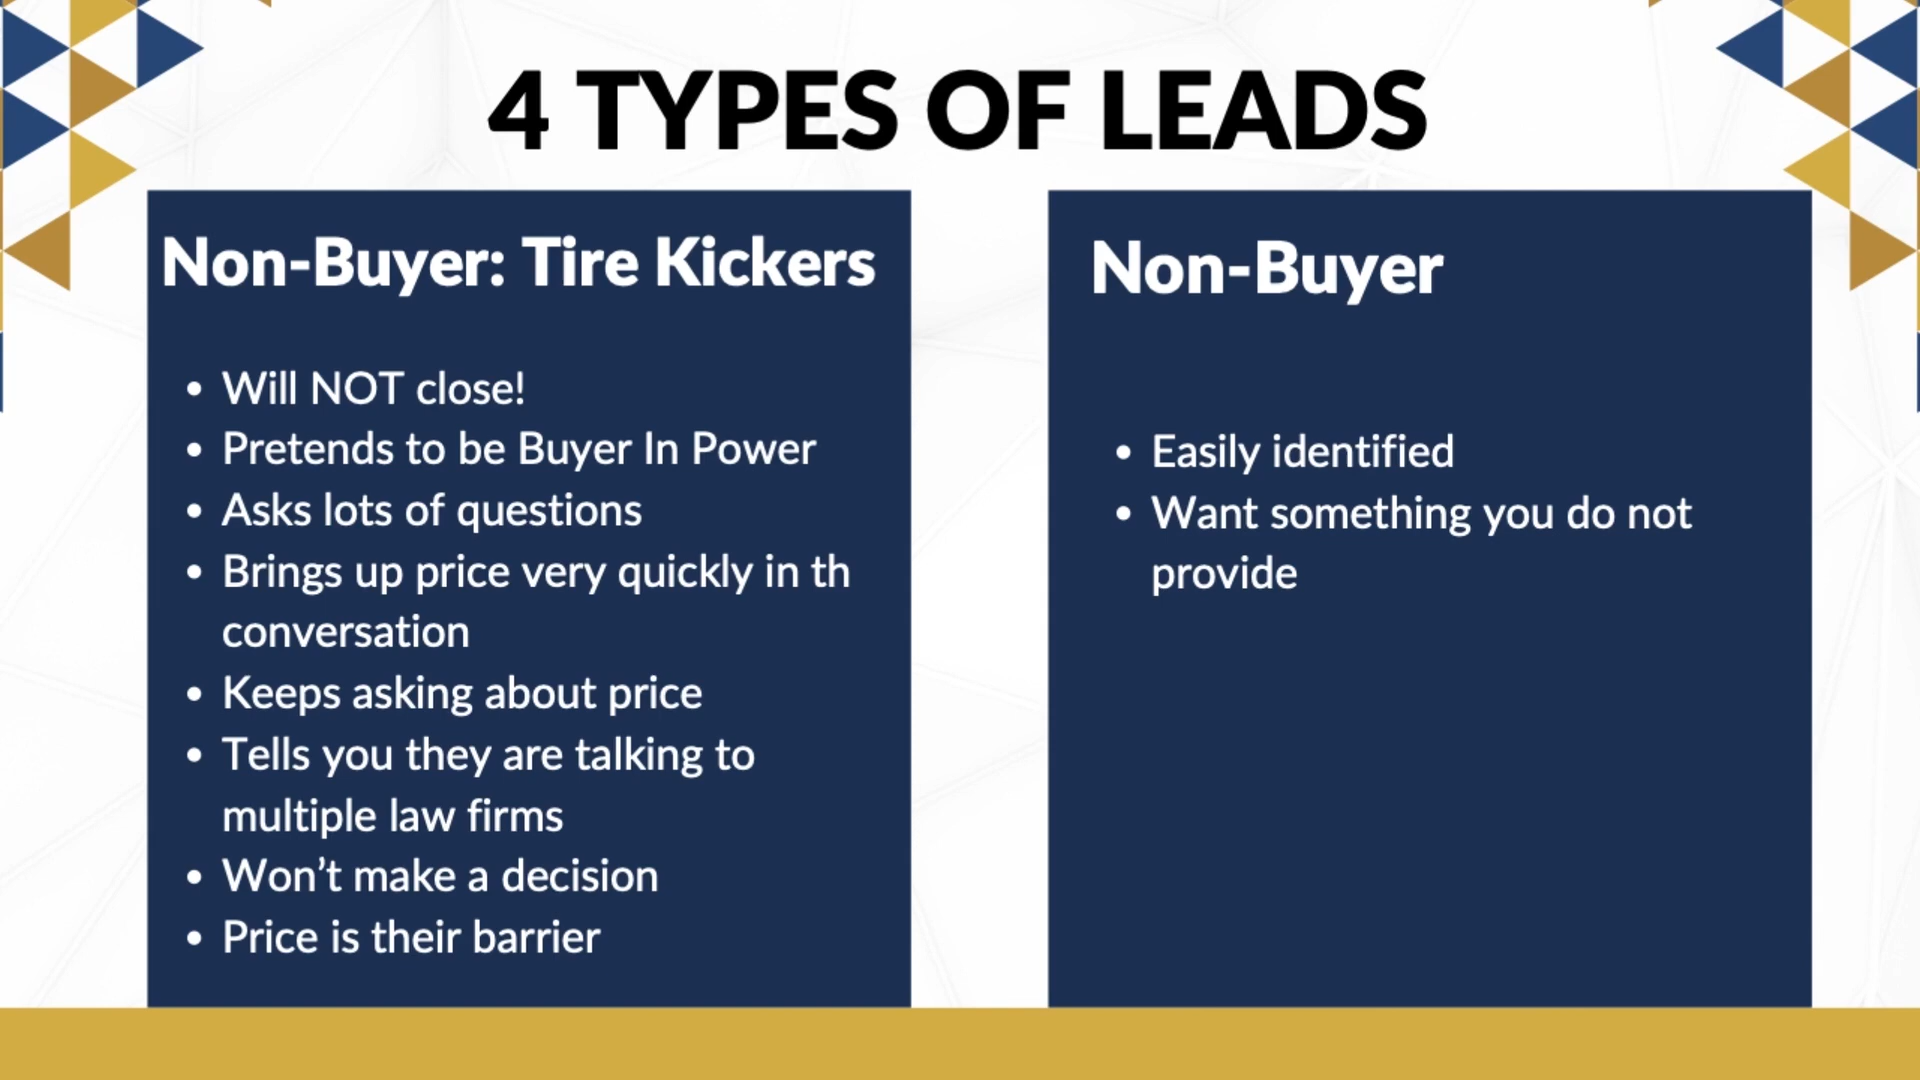 4 TYPES OF LEADS
Non-Buyer: Tire Kickers
• Will NOT close!
• Pretends to be Buyer In Power
• Asks lots of questions
• Brings up price very quickly in th
conversation
• Keeps asking about price
• Tells you they are talking to
multiple law firms
• Won’t make a decision
• Price is their barrier
Non-Buyer
• Easily identified
• Want something you do not
provide